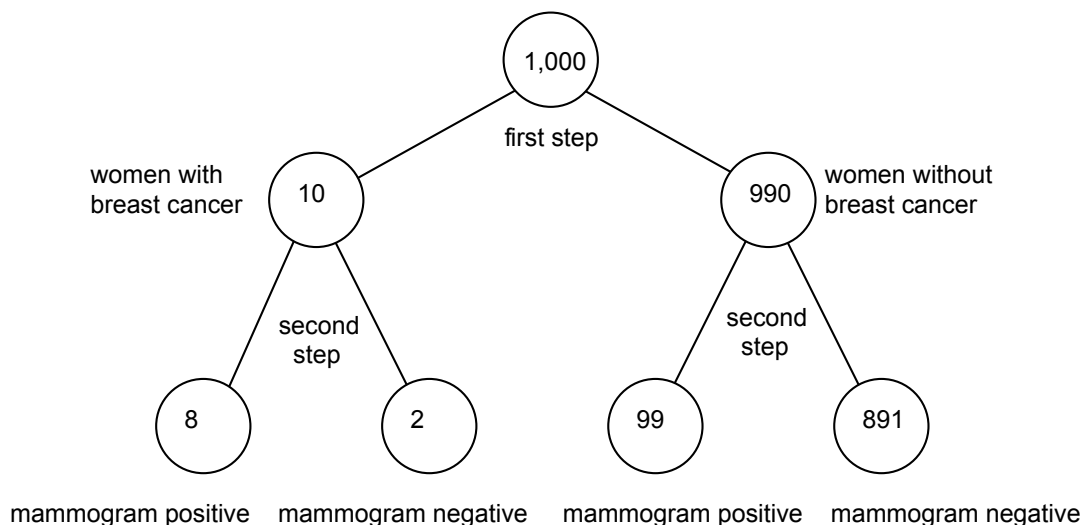 1,000
first step
women with
breast cancer
10
990
women without
breast cancer
second
step
second
step
8
2
99
891
mammogram positive
mammogram negative
mammogram positive
mammogram negative